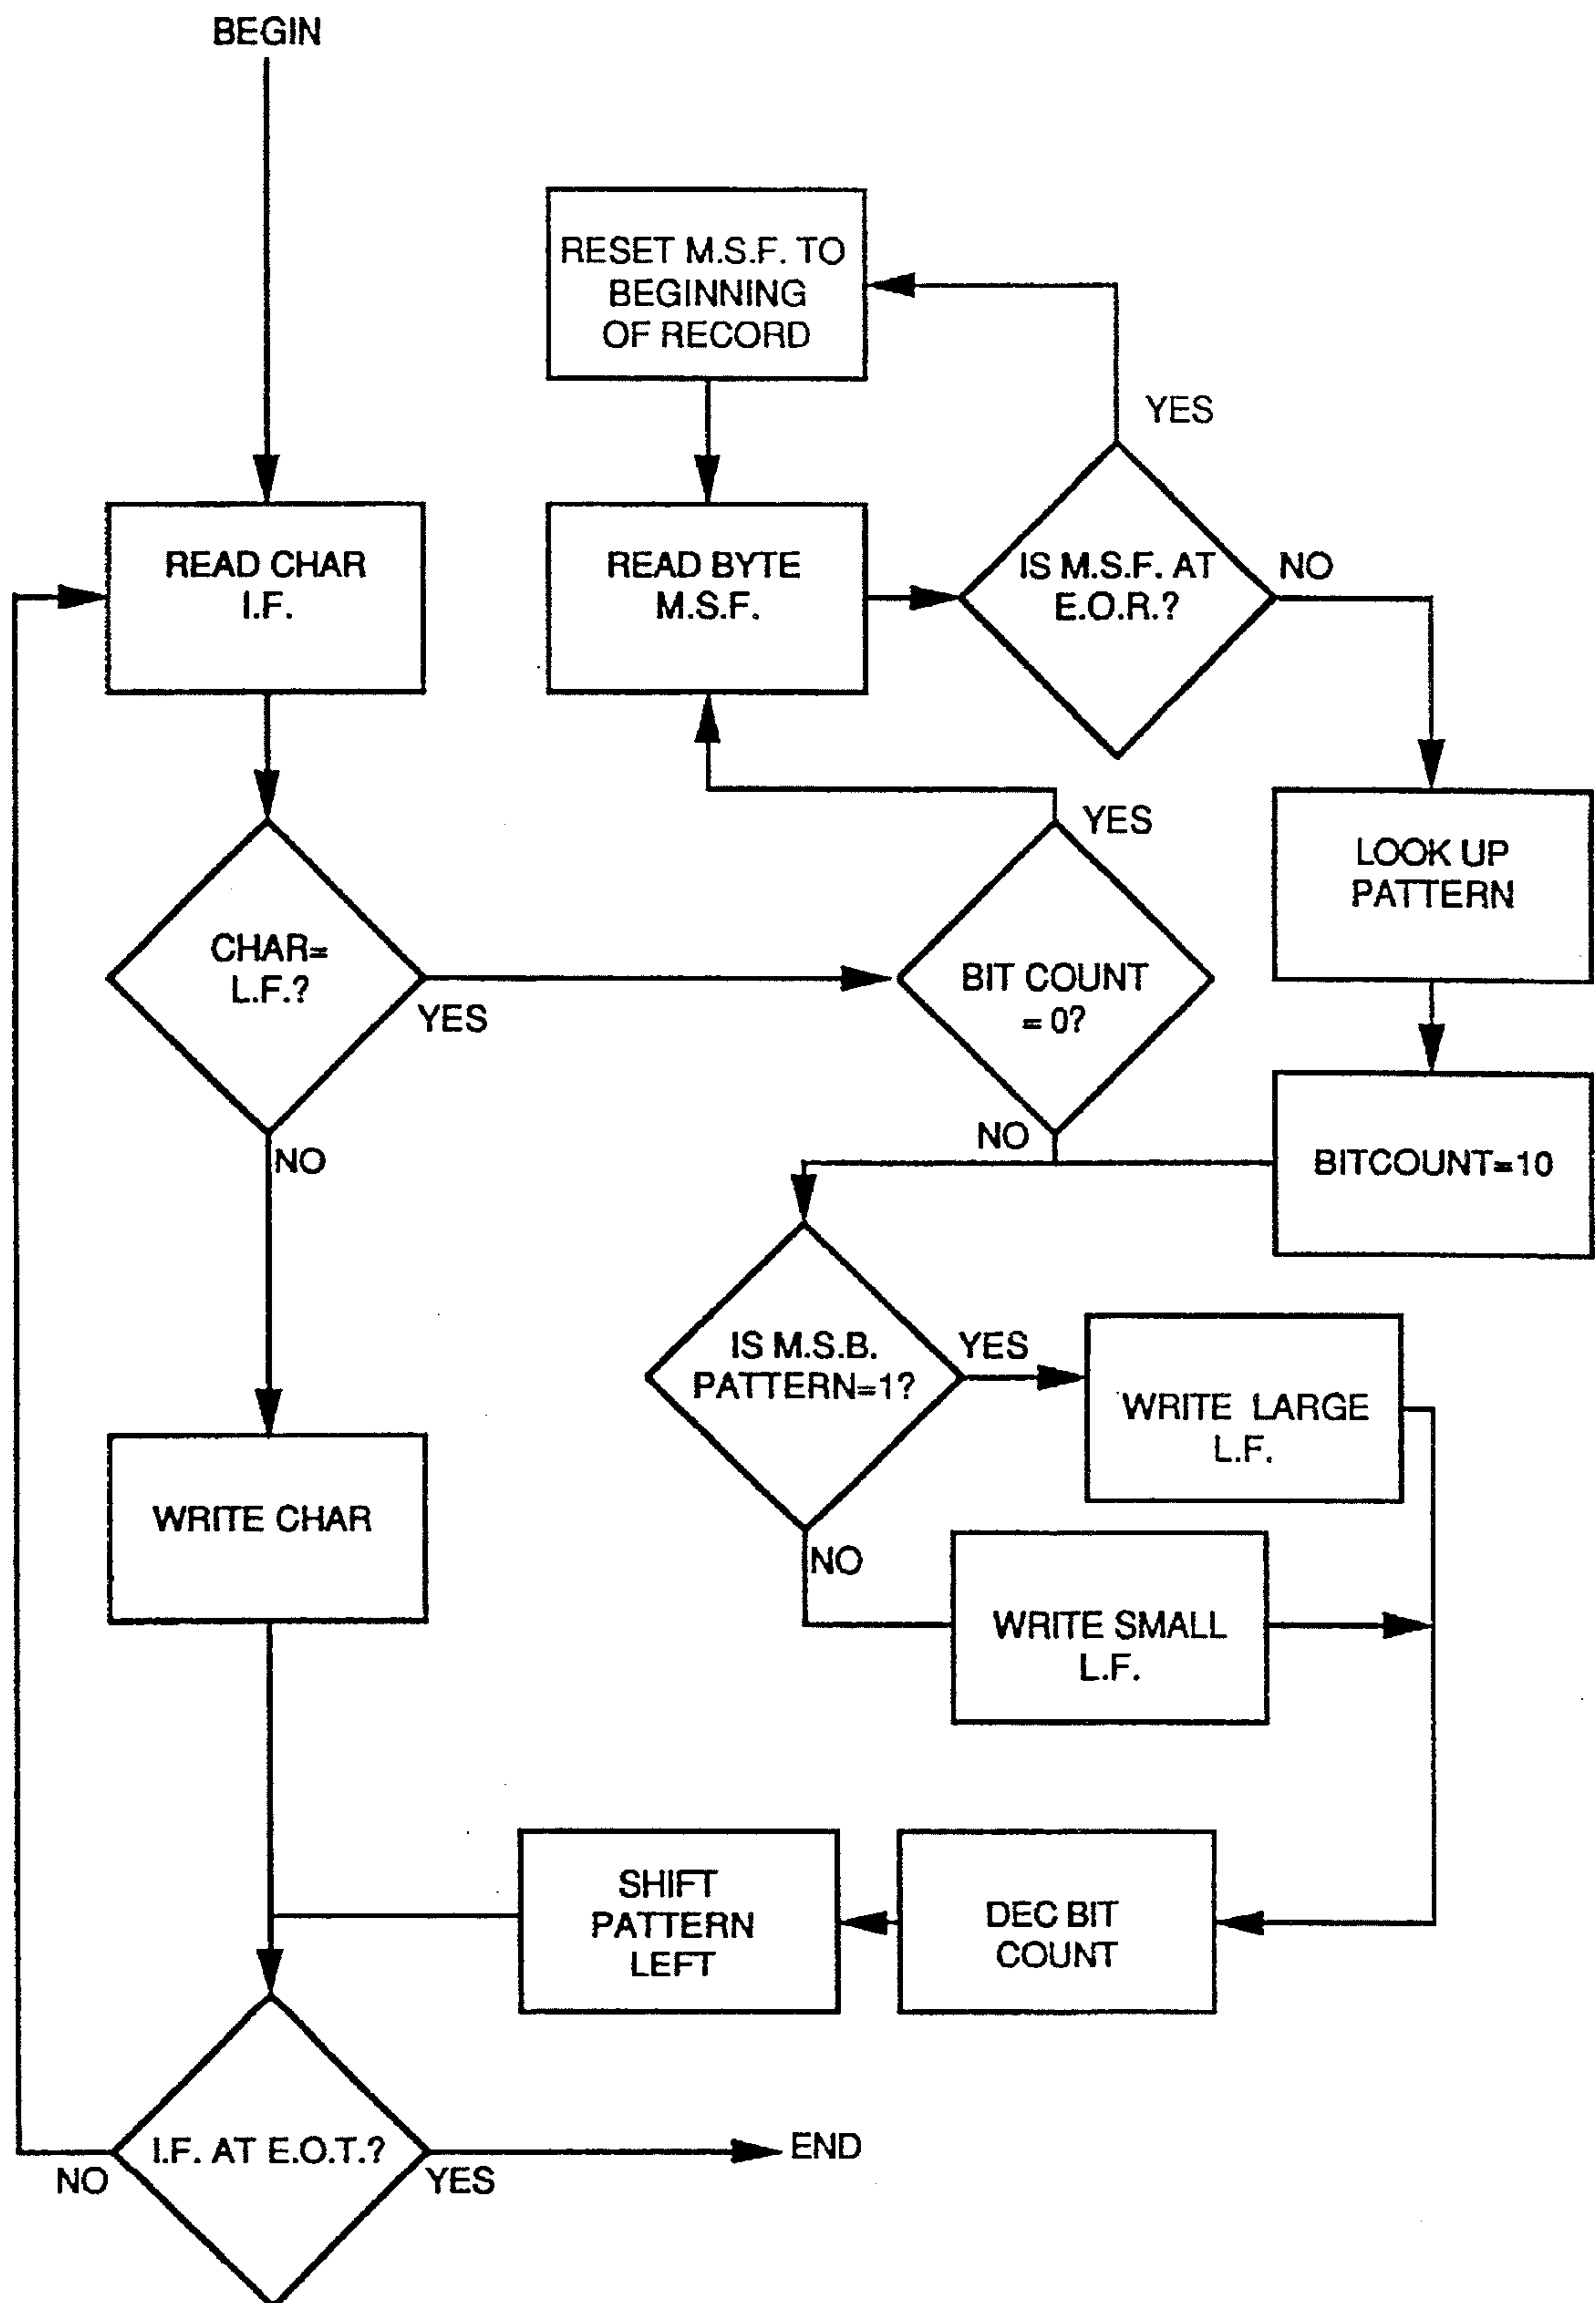 BEGIN
RESET M.S.F. TO
BEGINNING
OF RECORD
YES
READ CHAR
I.F.
READ BYTE
M.S.F.
IS M.S.F. AT
E.O.R.?
NO
YES
LOOK UP
PATTERN
CHAR=
L.F.?
YES
BIT COUNT
= 0?
NO
NO
BITCOUNT=10
IS M.S.B.
PATTERN=1?
YES
WRITE LARGE
L.F.
WRITE CHAR
NO
WRITE SMALL
L.F.
SHIFT
PATTERN
LEFT
DEC BIT
COUNT
I.F. AT E.O.T.?
NO
YES
END